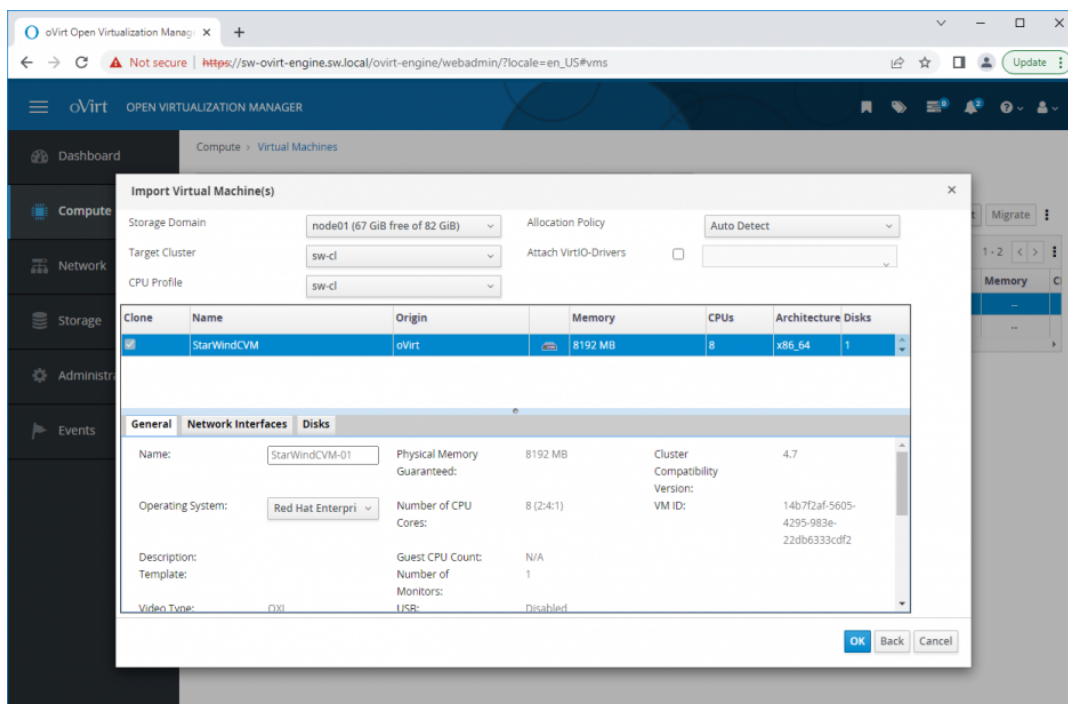 oVirt Open Virtualization Manag
Not secure https://sw-ovirt-engine.sw.local/ovirt-engine/webadmin/?locale=en_US#vms Update
oVirt OPEN VIRTUALIZATION MANAGER
Dashboard
Compute
Network
Storage
Administra
Events
Compute > Virtual Machines
Migrate
1 - 2
Memory
--
--
Import Virtual Machine(s)
Storage Domain node01 (67 GiB free of 82 GiB) Allocation Policy Auto Detect
Target Cluster sw-cl Attach VirtIO-Drivers
CPU Profile sw-cl
Clone Name Origin Memory CPUs Architecture Disks
StarWindCVM oVirt 8192 MB 8 x86_64 1
General Network Interfaces Disks
Name: StarWindCVM-01 Physical Memory Guaranteed: 8192 MB Cluster Compatibility Version: 4.7
Operating System: Red Hat Enterpri Number of CPU Cores: 8 (2:4:1) VM ID: 14b7f2af-5605-4295-983e-22db6333cdf2
Description: Guest CPU Count: N/A
Template: Number of Monitors: 1
Video Type: QXL USB: Disabled
OK Back Cancel